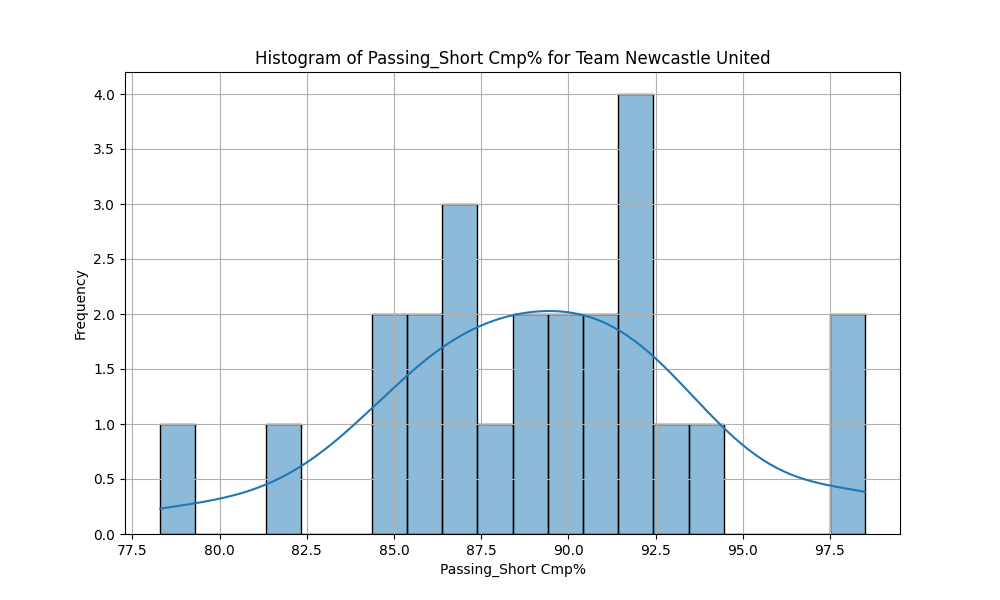 Histogram of Passing_Short Cmp% for Team Newcastle United
4.0
3.5
3.0
2.5
2.0
1.5
1.0
0.5
0.0
Frequency
77.5 80.0 82.5 85.0 87.5 90.0 92.5 95.0 97.5
Passing_Short Cmp%